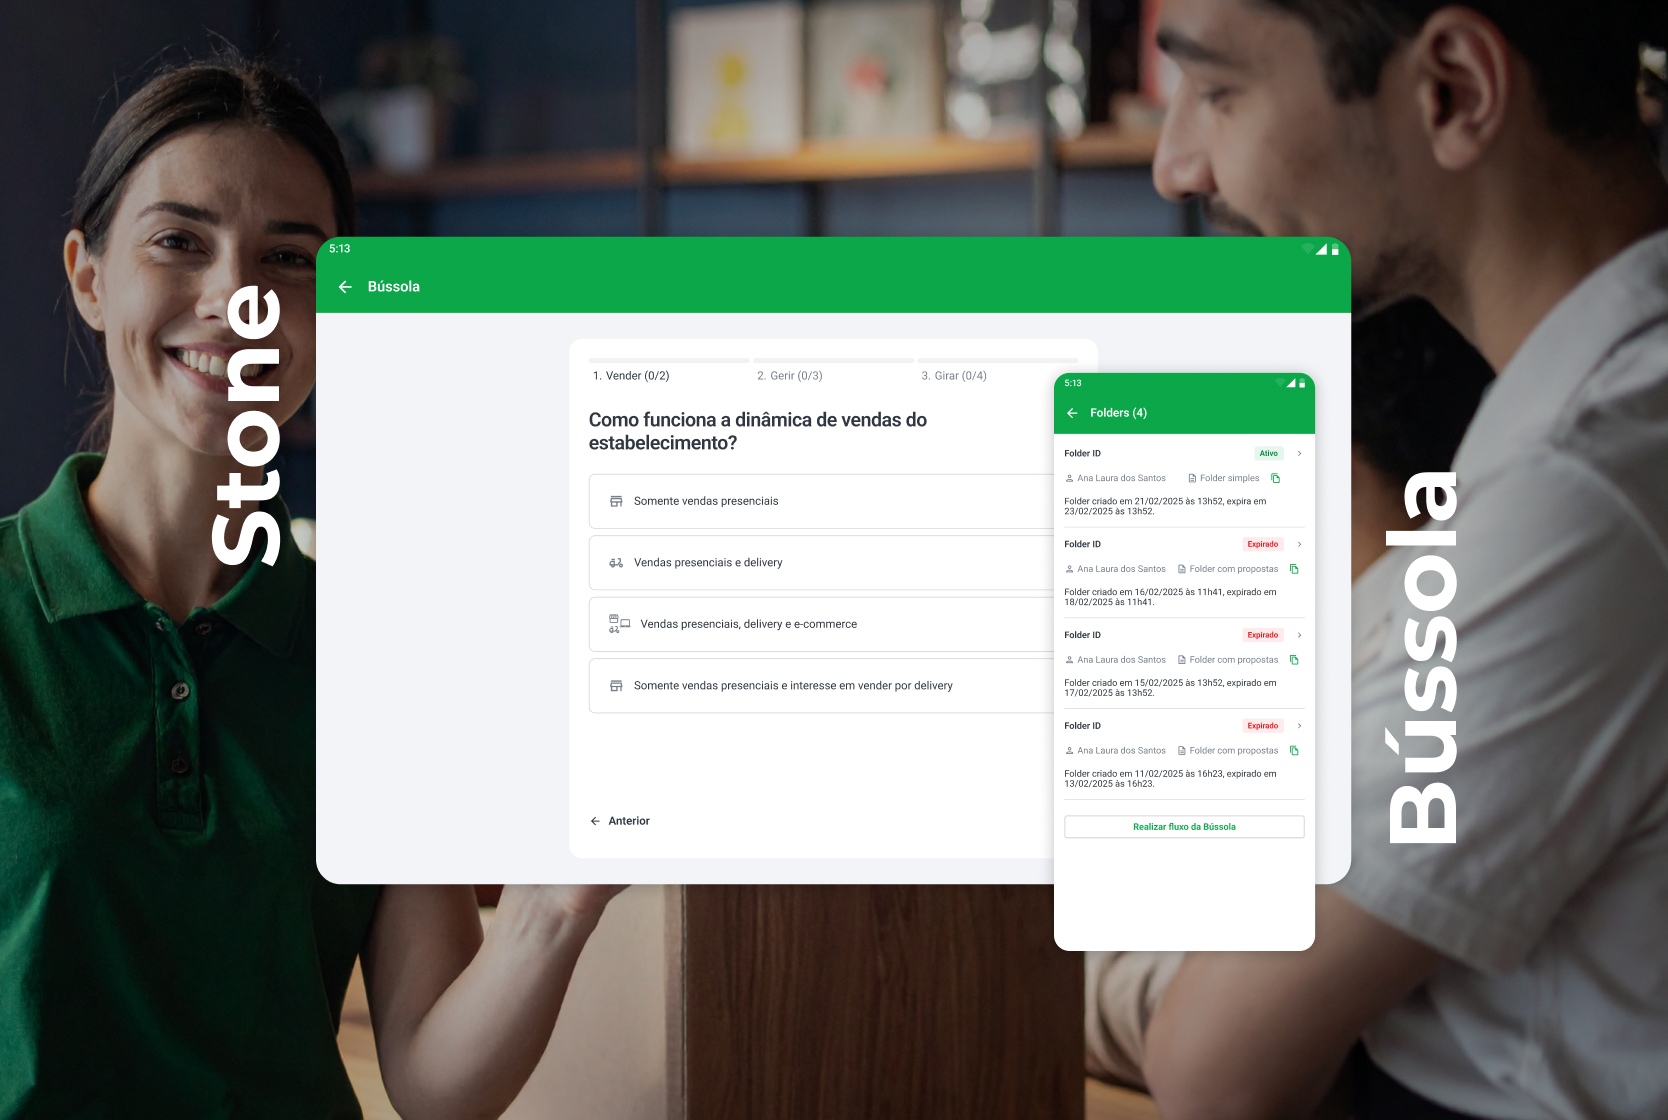 Stone
5:13
Bússola
1. Vender (0/2)
2. Gerir (0/3)
3. Girar (0/4)
Como funciona a dinâmica de vendas do
estabelecimento?
Somente vendas presenciais
Vendas presenciais e delivery
Vendas presenciais, delivery e e-commerce
Somente vendas presenciais e interesse em vender por delivery
Anterior
5:13
Folders (4)
Folder ID
Ativo
Ana Laura dos Santos
Folder simples
Folder criado em 21/02/2025 às 13h52, expira em
23/02/2025 às 13h52.
Folder ID
Expirado
Ana Laura dos Santos
Folder com propostas
Folder criado em 16/02/2025 às 11h41, expirado em
18/02/2025 às 11h41.
Folder ID
Expirado
Ana Laura dos Santos
Folder com propostas
Folder criado em 15/02/2025 às 13h52, expirado em
17/02/2025 às 13h52.
Folder ID
Expirado
Ana Laura dos Santos
Folder com propostas
Folder criado em 11/02/2025 às 16h23, expirado em
13/02/2025 às 16h23.
Realizar fluxo da Bússola
Bússola